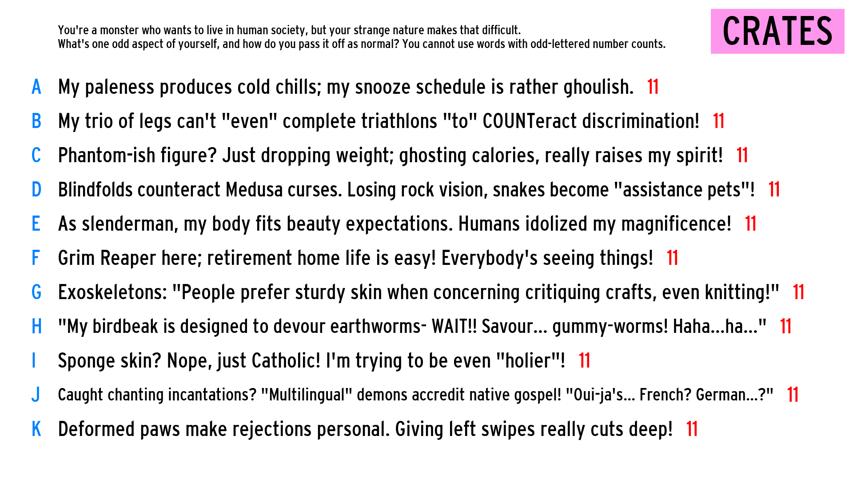 You're a monster who wants to live in human society, but your strange nature makes that difficult.
What's one odd aspect of yourself, and how do you pass it off as normal? You cannot use words with odd-lettered number counts.
CRATES
A My paleness produces cold chills; my snooze schedule is rather ghoulish. 11
B My trio of legs can't "even" complete triathlons "to" COUNTeract discrimination! 11
C Phantom-ish figure? Just dropping weight; ghosting calories, really raises my spirit! 11
D Blindfolds counteract Medusa curses. Losing rock vision, snakes become "assistance pets"! 11
E As slenderman, my body fits beauty expectations. Humans idolized my magnificence! 11
F Grim Reaper here; retirement home life is easy! Everybody's seeing things! 11
G Exoskeletons: "People prefer sturdy skin when concerning critiquing crafts, even knitting!" 11
H "My birdbeak is designed to devour earthworms- WAIT!! Savour... gummy-worms! Haha...ha..." 11
I Sponge skin? Nope, just Catholic! I'm trying to be even "holier"! 11
J Caught chanting incantations? "Multilingual" demons accredit native gospel! "Oui-ja's... French? German...?" 11
K Deformed paws make rejections personal. Giving left swipes really cuts deep! 11